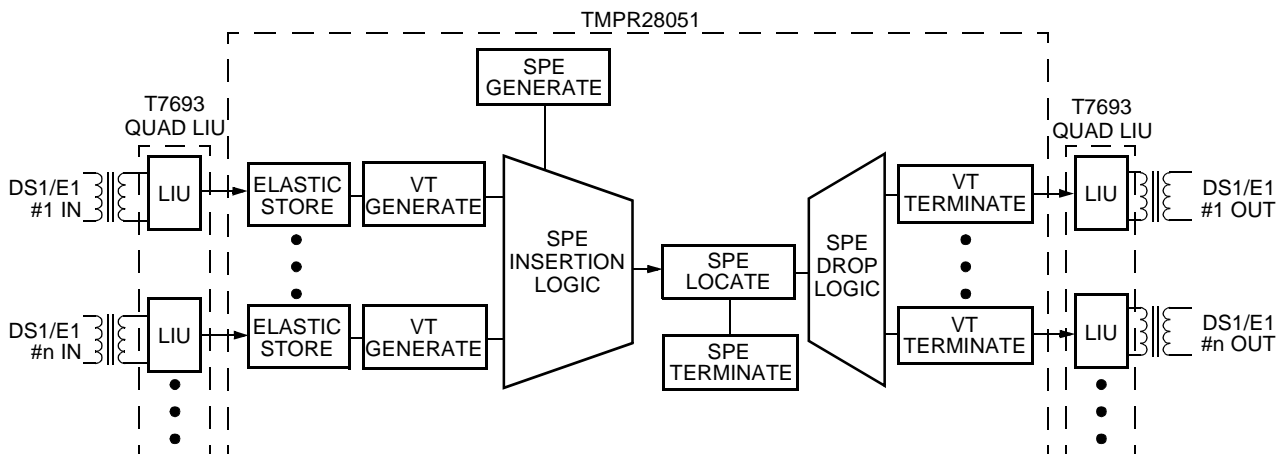 TMPR28051
SPE
GENERATE
T7693
QUAD LIU
T7693
QUAD LIU
DS1/E1
#1 IN
LIU
ELASTIC
STORE
VT
GENERATE
SPE
INSERTION
LOGIC
SPE
LOCATE
SPE
TERMINATE
SPE
DROP
LOGIC
VT
TERMINATE
LIU
DS1/E1
#1 OUT
DS1/E1
#n IN
LIU
ELASTIC
STORE
VT
GENERATE
VT
TERMINATE
LIU
DS1/E1
#n OUT